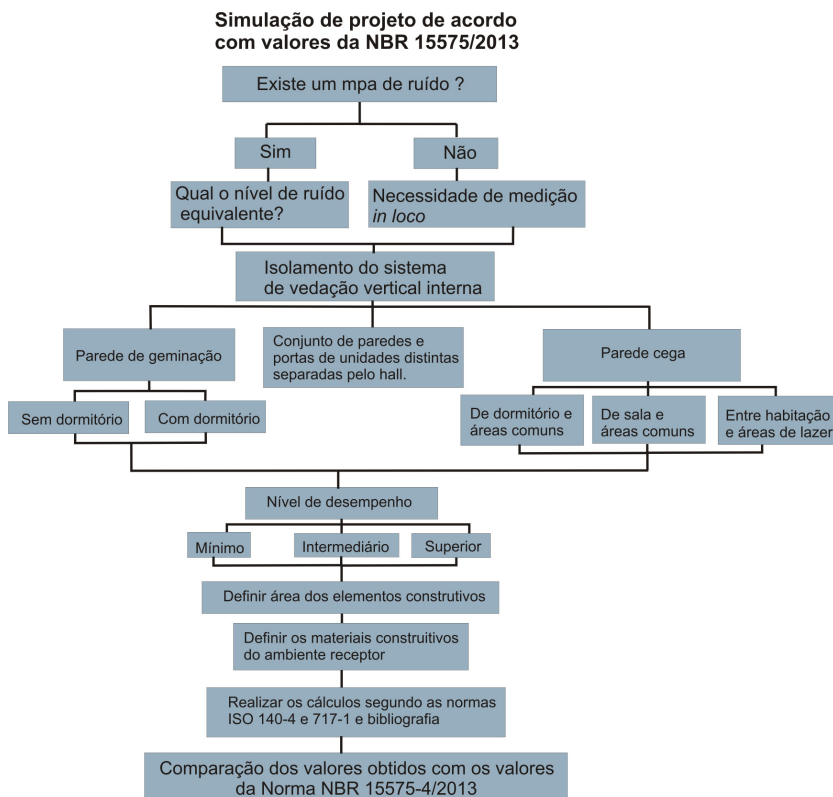 Simulação de projeto de acordo
com valores da NBR 15575/2013
Existe um mpa de ruído ?
Sim
Não
Qual o nível de ruído
equivalente?
Necessidade de medição
in loco
Isolamento do sistema
de vedação vertical interna
Parede de geminação
Conjunto de paredes e
portas de unidades distintas
separadas pelo hall.
Parede cega
Sem dormitório
Com dormitório
De dormitório e
áreas comuns
De sala e
áreas comuns
Entre habitação
e áreas de lazer
Nível de desempenho
Mínimo
Intermediário
Superior
Definir área dos elementos construtivos
Definir os materiais construitivos
do ambiente receptor
Realizar os cálculos segundo as normas
ISO 140-4 e 717-1 e bibliografia
Comparação dos valores obtidos com os valores
da Norma NBR 15575-4/2013